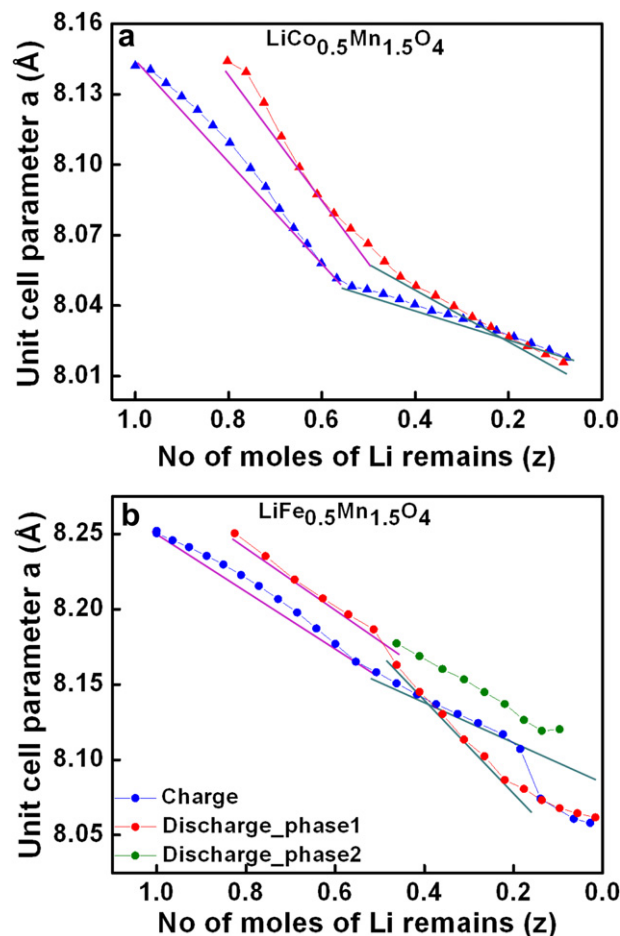 a
LiCo0.5Mn1.5O4
Unit cell parameter a (Å)
8.16
8.13
8.10
8.07
8.04
8.01
1.0 0.8 0.6 0.4 0.2 0.0
No of moles of Li remains (z)
b
LiFe0.5Mn1.5O4
Unit cell parameter a (Å)
8.25
8.20
8.15
8.10
8.05
Charge
Discharge_phase1
Discharge_phase2
1.0 0.8 0.6 0.4 0.2 0.0
No of moles of Li remains (z)